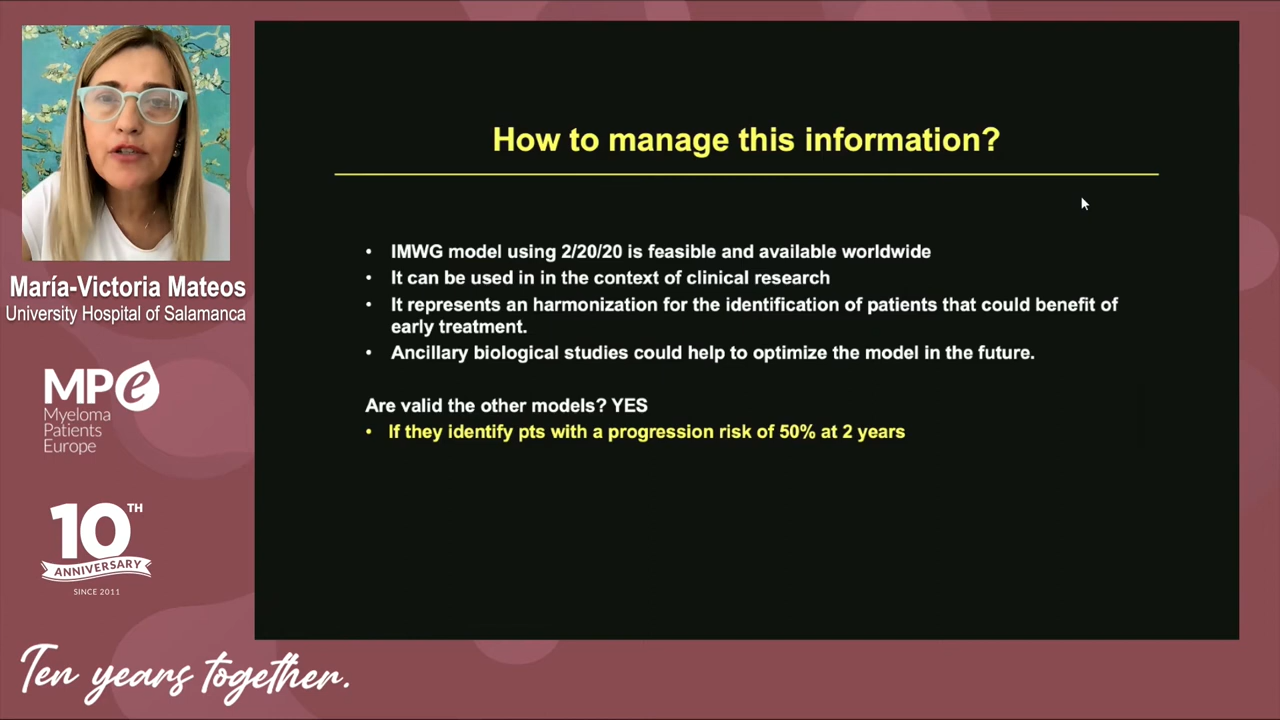 María-Victoria Mateos
University Hospital of Salamanca
MPe
Myeloma
Patients
Europe
10TH
ANNIVERSARY
SINCE 2011
Ten years together.
How to manage this information?
• IMWG model using 2/20/20 is feasible and available worldwide
• It can be used in in the context of clinical research
• It represents an harmonization for the identification of patients that could benefit of
early treatment.
• Ancillary biological studies could help to optimize the model in the future.
Are valid the other models? YES
• If they identify pts with a progression risk of 50% at 2 years